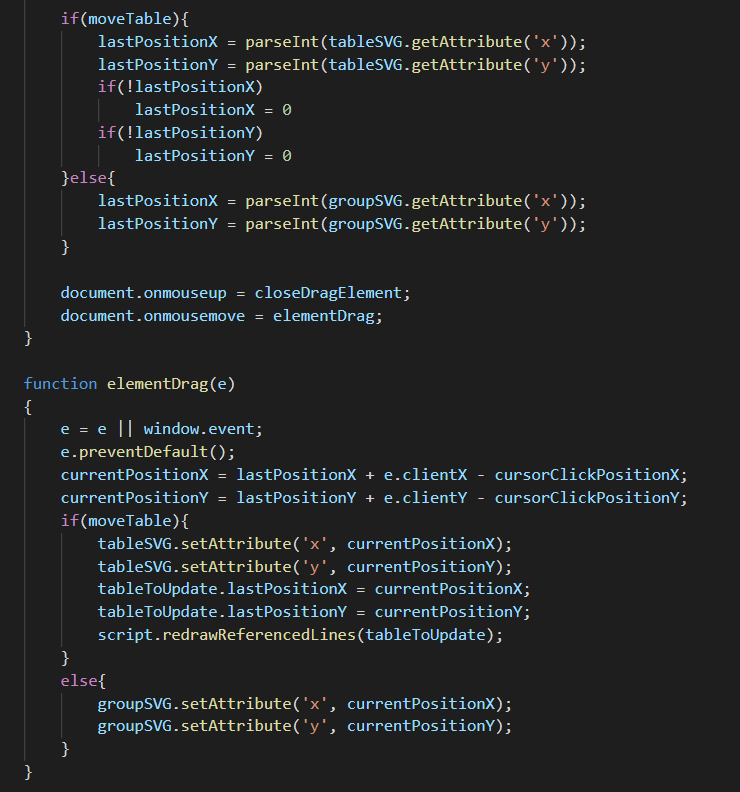 if(moveTable){
lastPositionX = parseInt(tableSVG.getAttribute('x'));
lastPositionY = parseInt(tableSVG.getAttribute('y'));
if(!lastPositionX)
lastPositionX = 0
if(!lastPositionY)
lastPositionY = 0
}else{
lastPositionX = parseInt(groupSVG.getAttribute('x'));
lastPositionY = parseInt(groupSVG.getAttribute('y'));
}
document.onmouseup = closeDragElement;
document.onmousemove = elementDrag;
}
function elementDrag(e)
{
e = e || window.event;
e.preventDefault();
currentPositionX = lastPositionX + e.clientX - cursorClickPositionX;
currentPositionY = lastPositionY + e.clientY - cursorClickPositionY;
if(moveTable){
tableSVG.setAttribute('x', currentPositionX);
tableSVG.setAttribute('y', currentPositionY);
tableToUpdate.lastPositionX = currentPositionX;
tableToUpdate.lastPositionY = currentPositionY;
script.redrawReferencedLines(tableToUpdate);
}
else{
groupSVG.setAttribute('x', currentPositionX);
groupSVG.setAttribute('y', currentPositionY);
}
}